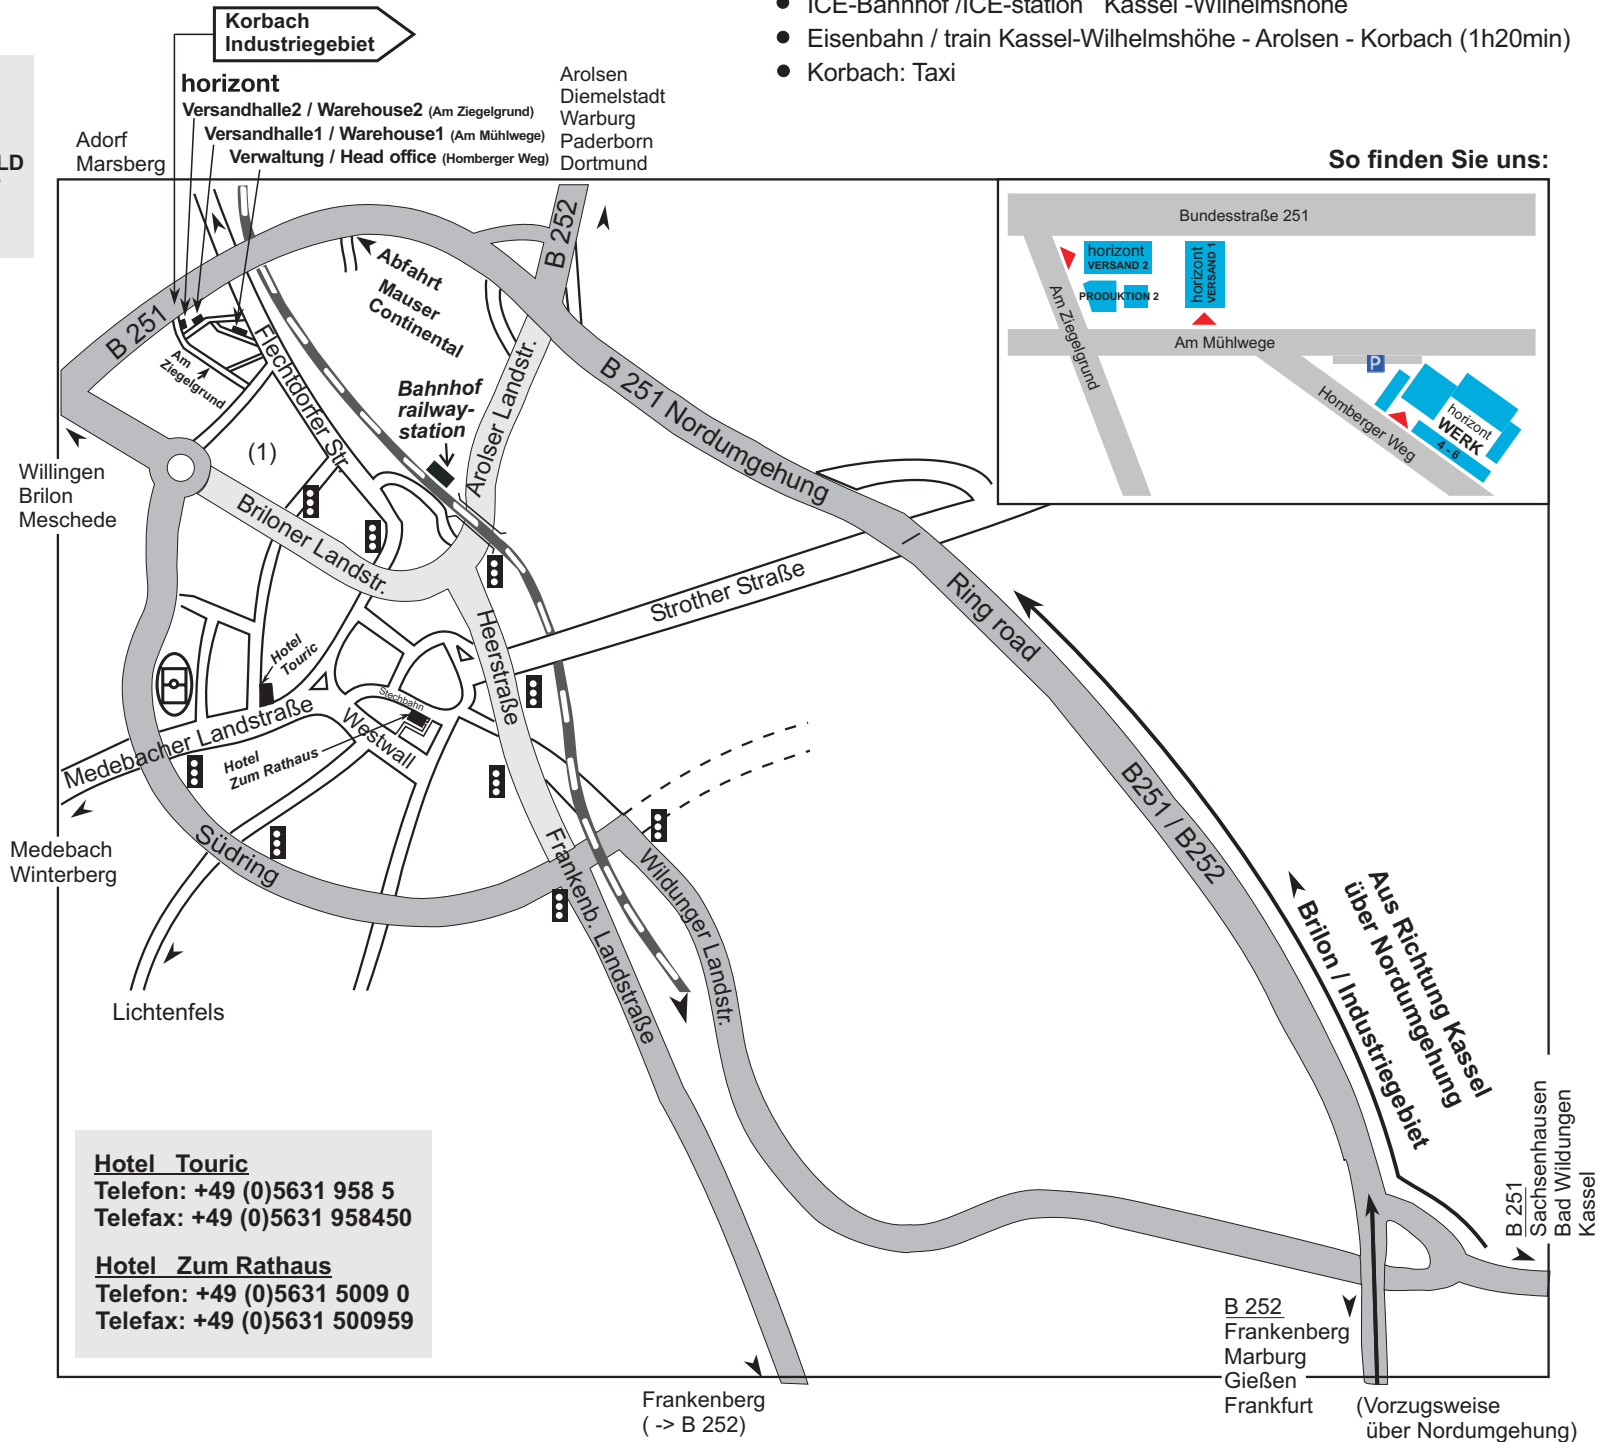 ICE-Bahnhof /ICE-station Kassel -Wilhelmshöhe
Eisenbahn / train Kassel-Wilhelmshöhe - Arolsen - Korbach (1h20min)
Korbach: Taxi
Korbach
Industriegebiet
horizont
Versandhalle2 / Warehouse2 (Am Ziegelgrund)
Versandhalle1 / Warehouse1 (Am Mühlwege)
Verwaltung / Head office (Homberger Weg)
Arolsen
Diemelstadt
Warburg
Paderborn
Dortmund
Adorf
Marsberg
LD
So finden Sie uns:
Bundesstraße 251
horizont
VERSAND 2
horizont
VERSAND 1
PRODUKTION 2
Am Ziegelgrund
Am Mühlwege
P
Homberger Weg
horizont
WERK
4 - 6
B 252
Abfahrt
Mauser
Continental
B 251
Am
Ziegelgrund
Flechtdorfer Str.
Bahnhof
railway-
station
Arolser Landstr.
B 251 Nordumgehung
/
Ring road
(1)
Willingen
Brilon
Meschede
Briloner Landstr.
Strother Straße
Heerstraße
Hotel
Touric
Stechbahn
Medebacher Landstraße
Westwall
Hotel
Zum Rathaus
B251 / B252
Medebach
Winterberg
Südring
Frankenb. Landstraße
Wildunger Landstr.
Aus Richtung Kassel
über Nordumgehung
Brilon / Industriegebiet
Lichtenfels
B 251
Sachsenhausen
Bad Wildungen
Kassel
Hotel Touric
Telefon: +49 (0)5631 958 5
Telefax: +49 (0)5631 958450
Hotel Zum Rathaus
Telefon: +49 (0)5631 5009 0
Telefax: +49 (0)5631 500959
B 252
Frankenberg
Marburg
Gießen
Frankfurt
Frankenberg
( -> B 252)
(Vorzugsweise
über Nordumgehung)